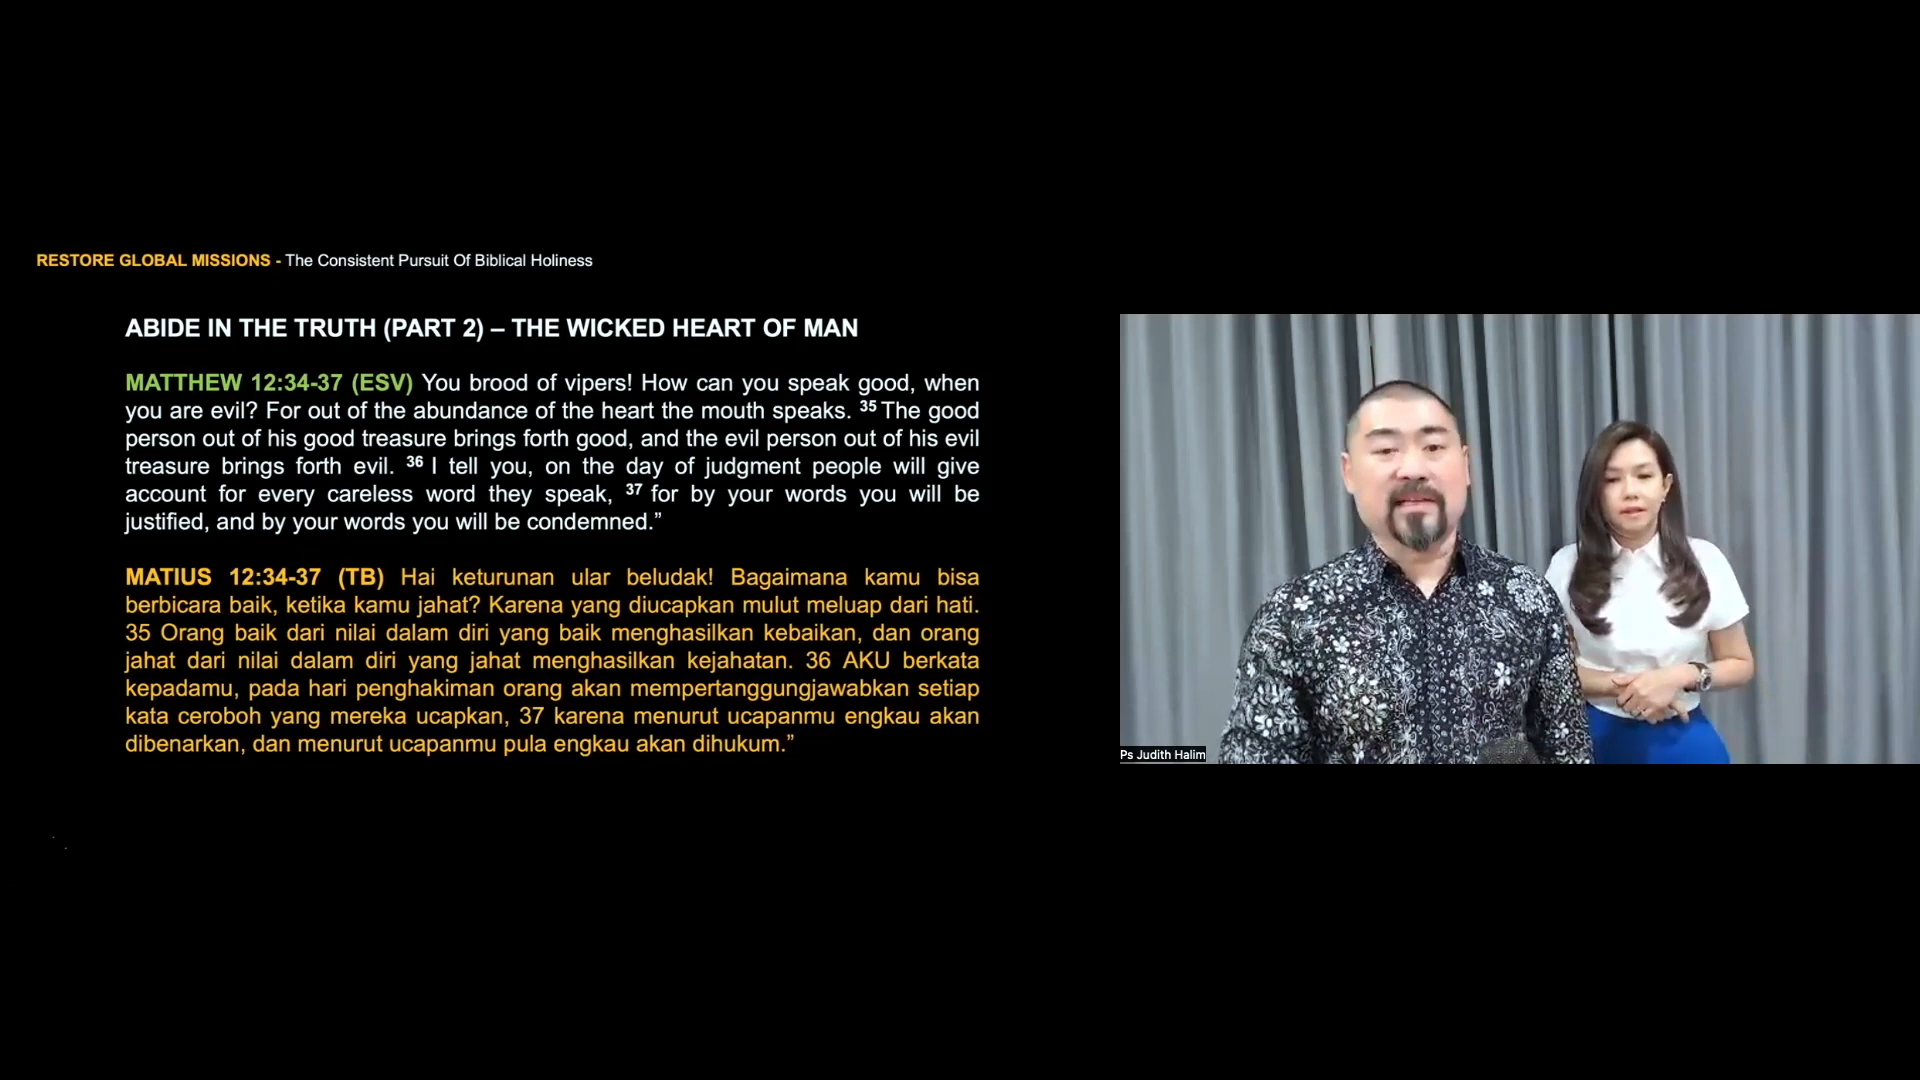 RESTORE GLOBAL MISSIONS - The Consistent Pursuit Of Biblical Holiness
ABIDE IN THE TRUTH (PART 2) – THE WICKED HEART OF MAN
MATTHEW 12:34-37 (ESV) You brood of vipers! How can you speak good, when
you are evil? For out of the abundance of the heart the mouth speaks. 35 The good
person out of his good treasure brings forth good, and the evil person out of his evil
treasure brings forth evil. 36 I tell you, on the day of judgment people will give
account for every careless word they speak, 37 for by your words you will be
justified, and by your words you will be condemned.”
MATIUS 12:34-37 (TB) Hai keturunan ular beludak! Bagaimana kamu bisa
berbicara baik, ketika kamu jahat? Karena yang diucapkan mulut meluap dari hati.
35 Orang baik dari nilai dalam diri yang baik menghasilkan kebaikan, dan orang
jahat dari nilai dalam diri yang jahat menghasilkan kejahatan. 36 AKU berkata
kepadamu, pada hari penghakiman orang akan mempertanggungjawabkan setiap
kata ceroboh yang mereka ucapkan, 37 karena menurut ucapanmu engkau akan
dibenarkan, dan menurut ucapanmu pula engkau akan dihukum.”
Ps Judith Halim